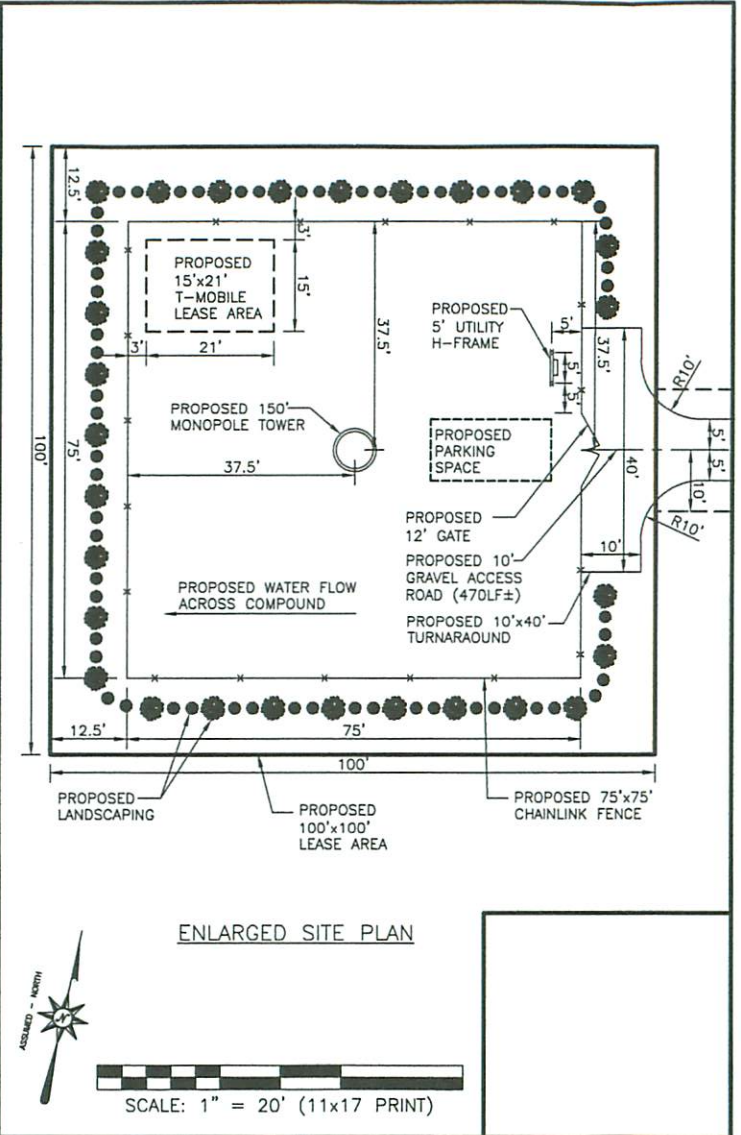 12.5'
3'
PROPOSED
15'x21'
T-MOBILE
LEASE AREA
15'
3'
21'
37.5'
PROPOSED
5' UTILITY
H-FRAME
5'
5'
5'
37.5'
R10'
100'
75'
PROPOSED 150'
MONOPOLE TOWER
37.5'
PROPOSED
PARKING
SPACE
40'
5'
5'
10'
R10'
10'
PROPOSED
12' GATE
PROPOSED 10'
GRAVEL ACCESS
ROAD (470LF±)
PROPOSED 10'x40'
TURNARAOUND
PROPOSED WATER FLOW
ACROSS COMPOUND
12.5'
75'
100'
PROPOSED
LANDSCAPING
PROPOSED
100'x100'
LEASE AREA
PROPOSED 75'x75'
CHAINLINK FENCE
ENLARGED SITE PLAN
ASSUMED - NORTH
N
SCALE: 1" = 20' (11x17 PRINT)